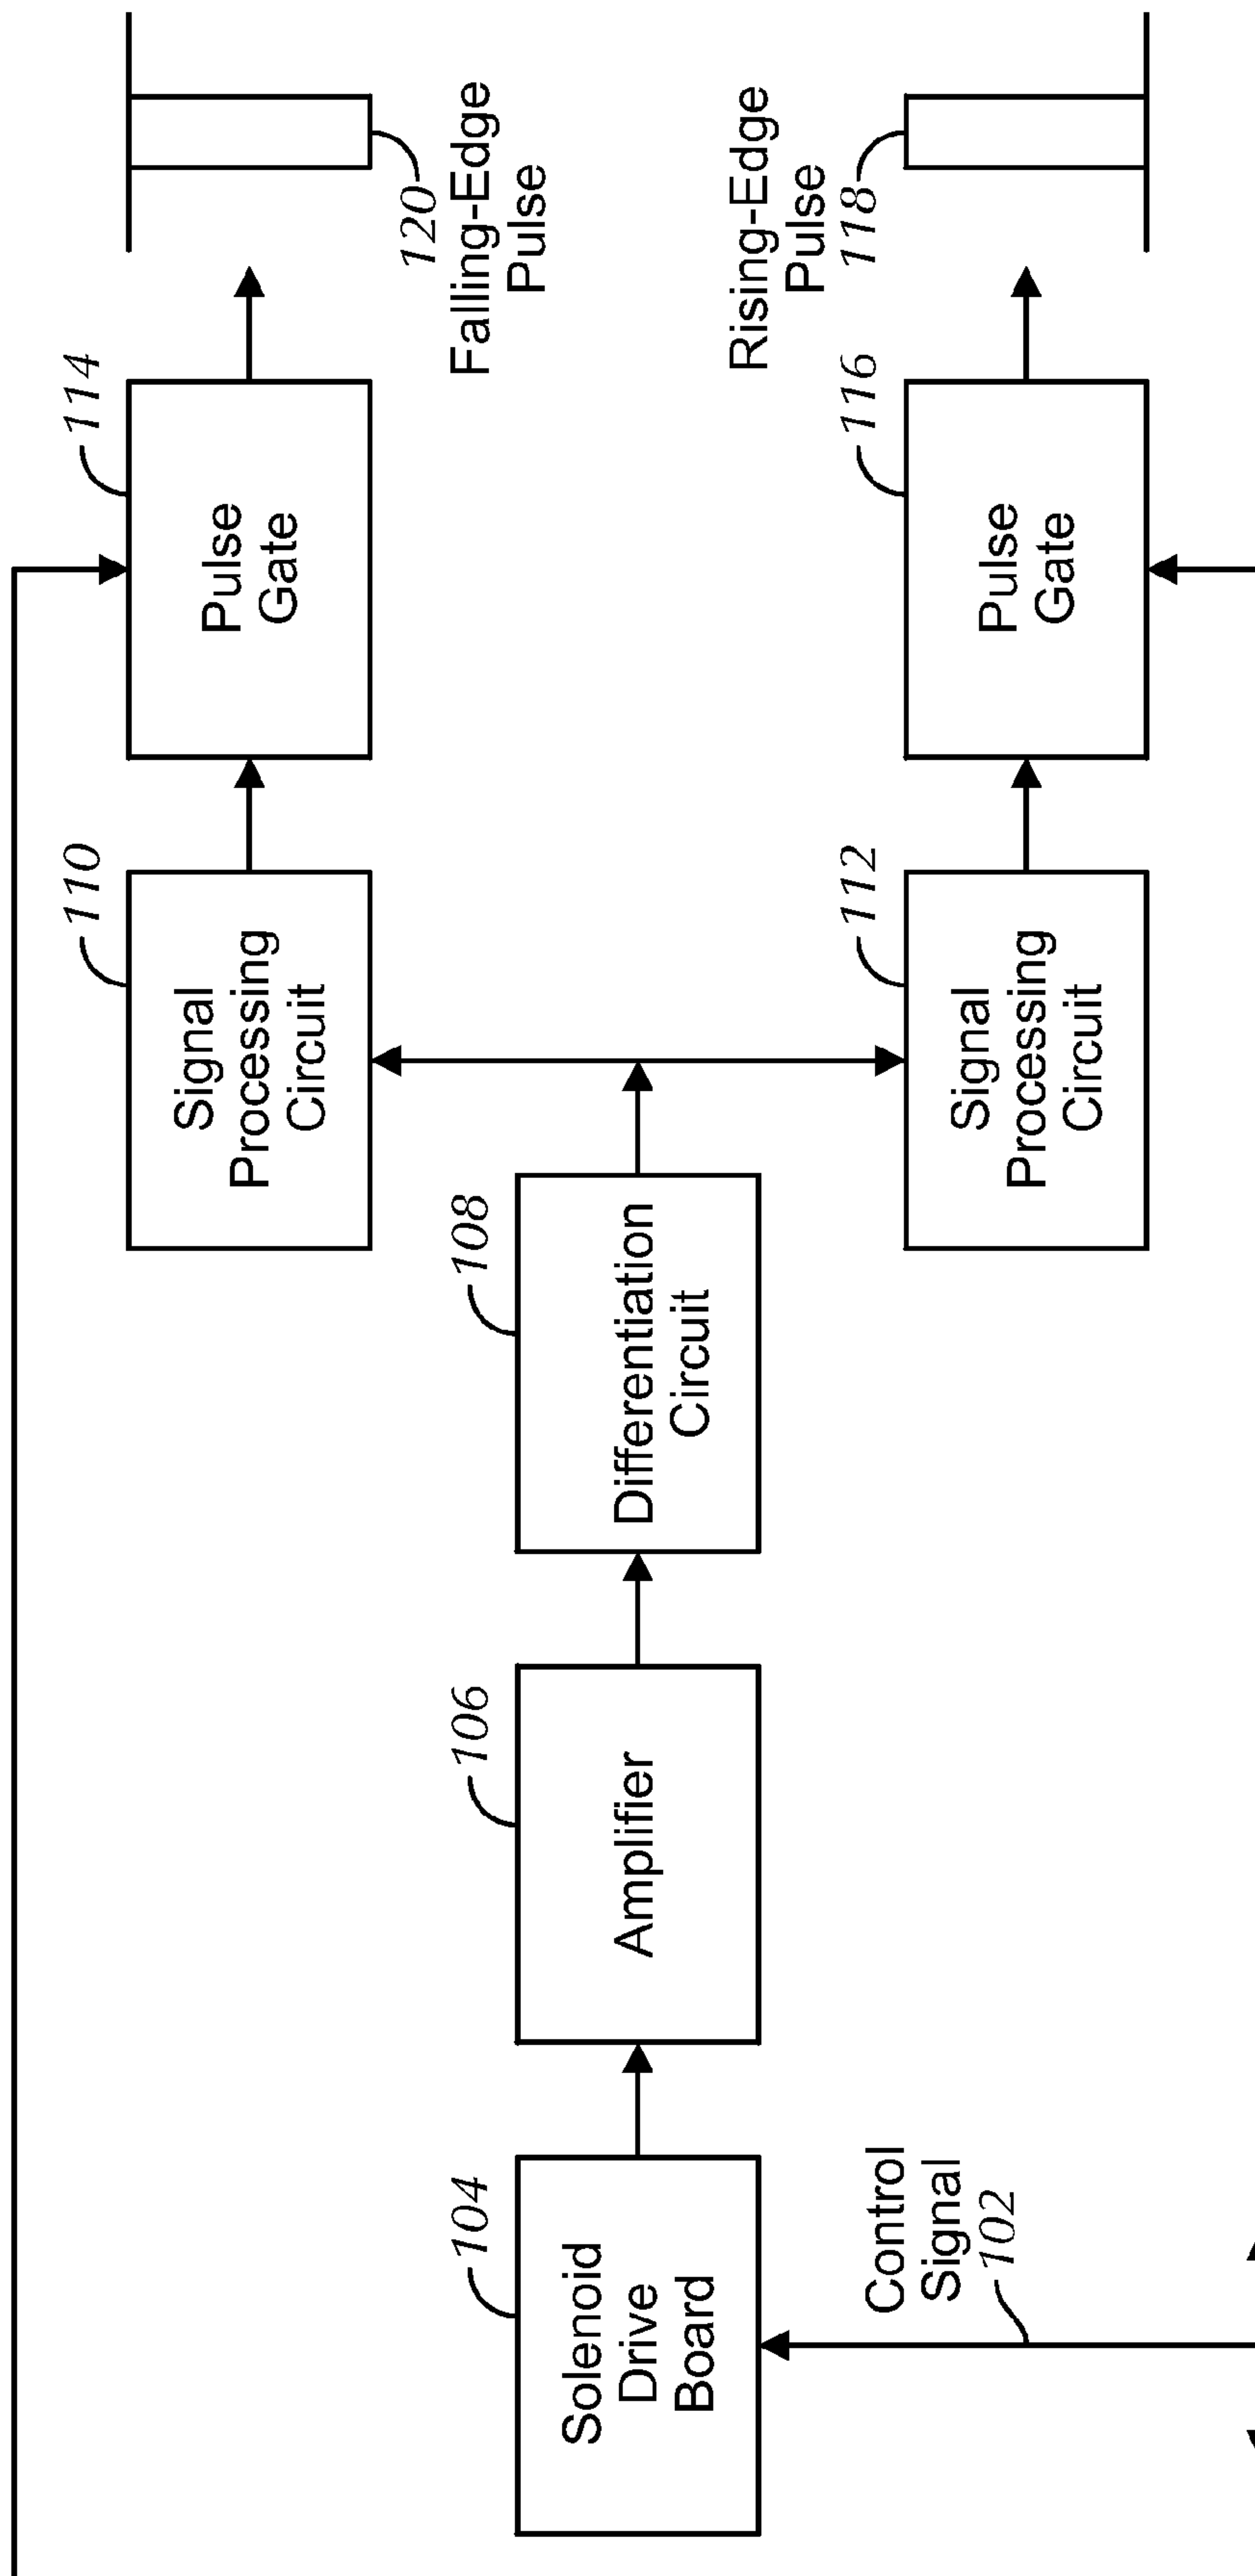 104
Solenoid
Drive
Board
Control
Signal
102
106
Amplifier
108
Differentiation
Circuit
110
Signal
Processing
Circuit
112
Signal
Processing
Circuit
114
Pulse
Gate
116
Pulse
Gate
120
Falling-Edge
Pulse
Rising-Edge
Pulse
118